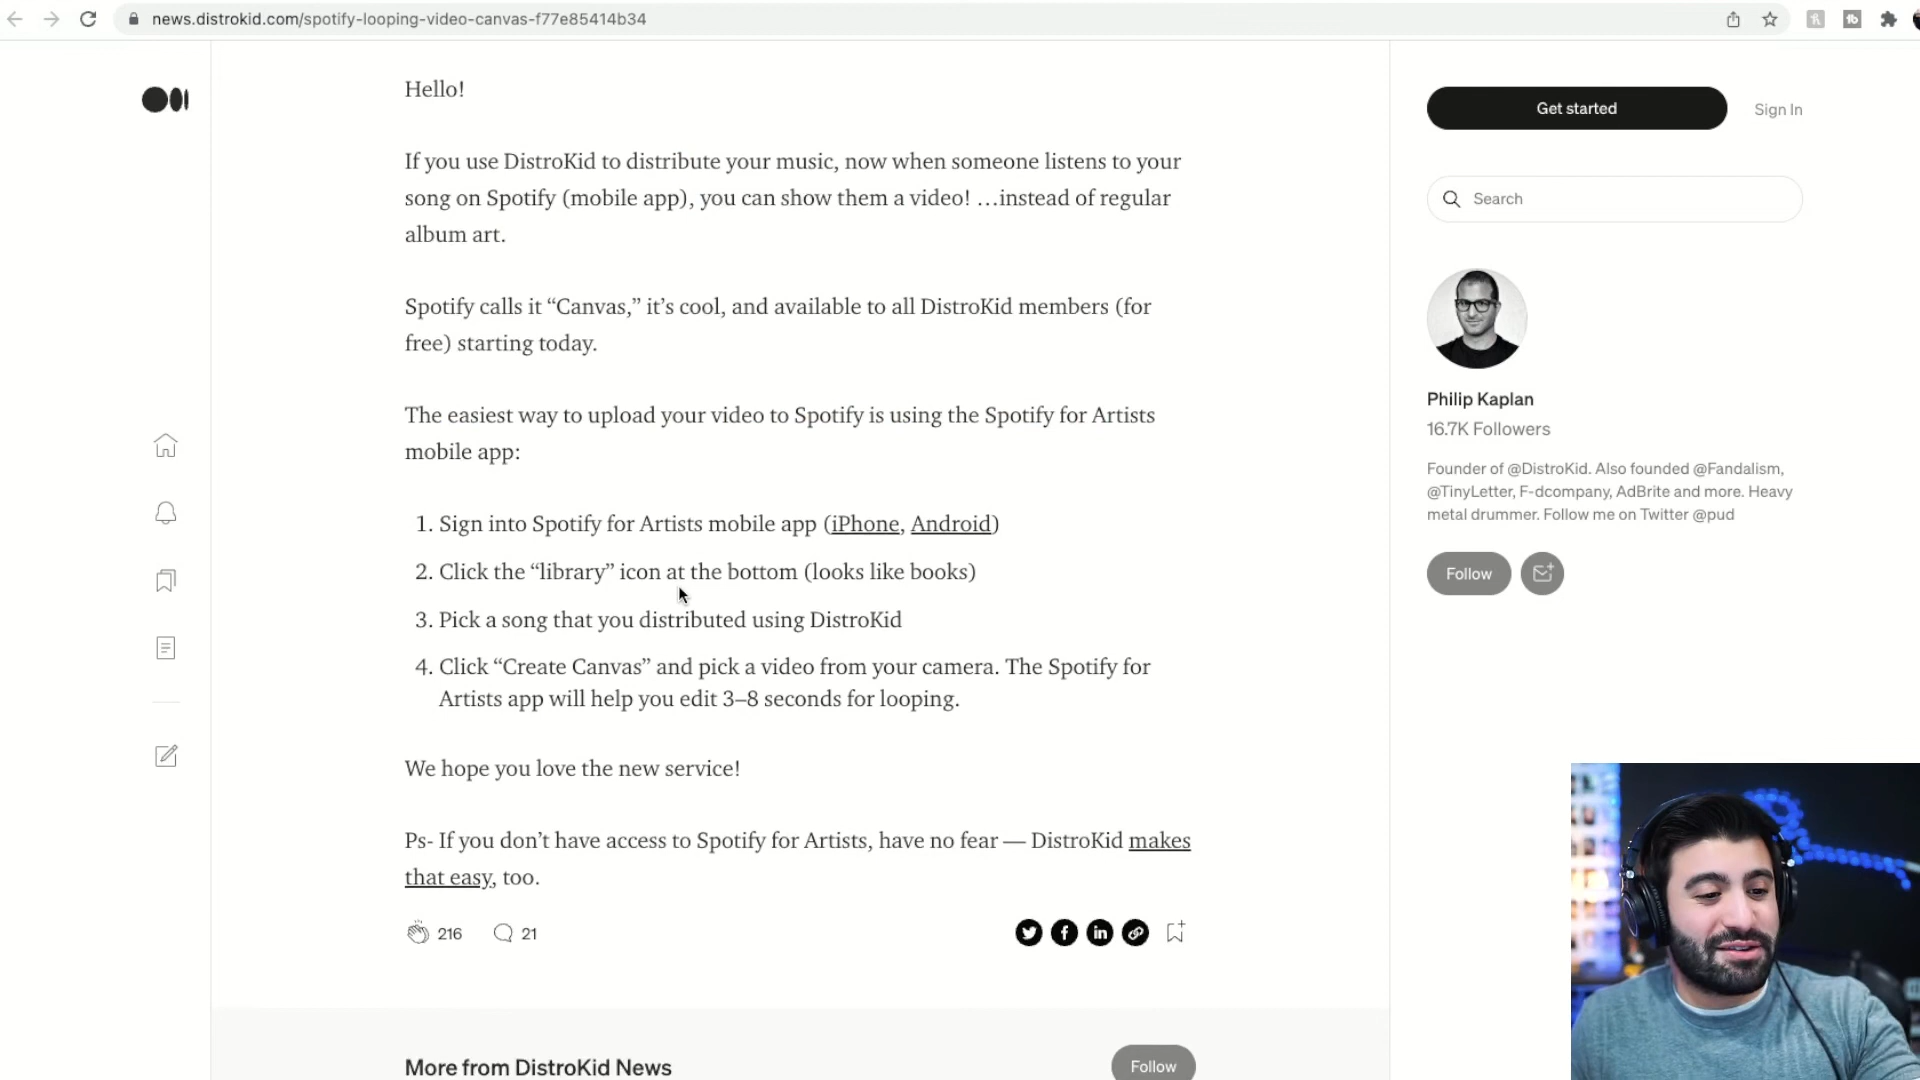 news.distrokid.com/spotify-looping-video-canvas-f77e85414b34
Hello!
If you use DistroKid to distribute your music, now when someone listens to your
song on Spotify (mobile app), you can show them a video! …instead of regular
album art.
Spotify calls it “Canvas,” it’s cool, and available to all DistroKid members (for
free) starting today.
The easiest way to upload your video to Spotify is using the Spotify for Artists
mobile app:
1. Sign into Spotify for Artists mobile app (iPhone, Android)
2. Click the “library” icon at the bottom (looks like books)
3. Pick a song that you distributed using DistroKid
4. Click “Create Canvas” and pick a video from your camera. The Spotify for
Artists app will help you edit 3–8 seconds for looping.
We hope you love the new service!
Ps- If you don’t have access to Spotify for Artists, have no fear — DistroKid makes
that easy, too.
216 21
More from DistroKid News
Follow
Get started
Sign In
Search
Philip Kaplan
16.7K Followers
Founder of @DistroKid. Also founded @Fandalism,
@TinyLetter, F-dcompany, AdBrite and more. Heavy
metal drummer. Follow me on Twitter @pud
Follow